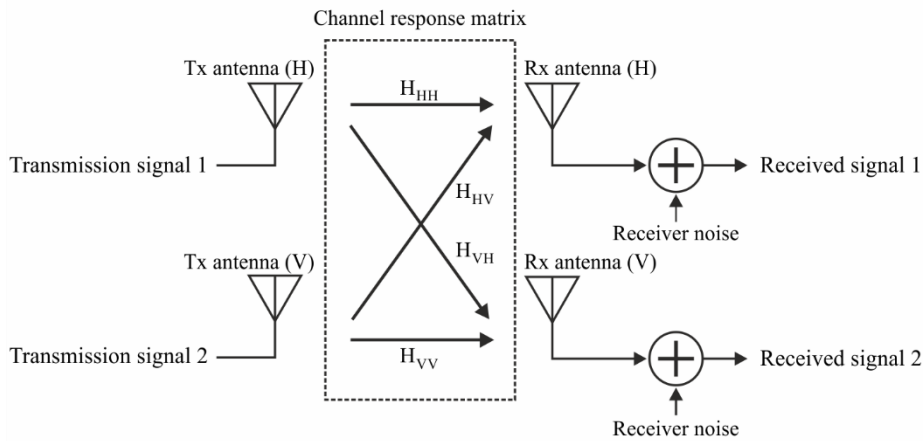 Channel response matrix
Tx antenna (H)
Rx antenna (H)
H_HH
Transmission signal 1
Received signal 1
H_HV
Receiver noise
H_VH
Tx antenna (V)
Rx antenna (V)
Transmission signal 2
H_VV
Received signal 2
Receiver noise